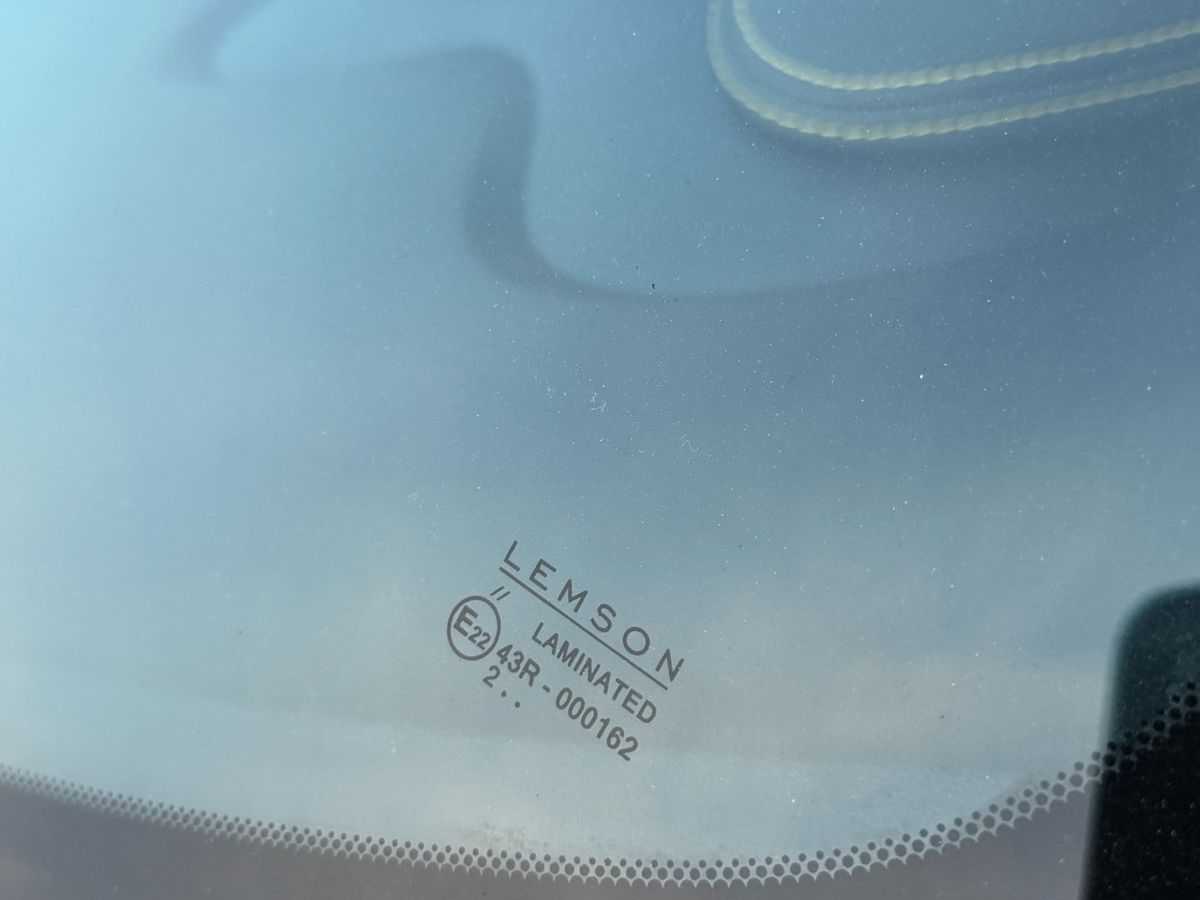 LEMSON
//
LAMINATED
E22 43R - 000162
2..